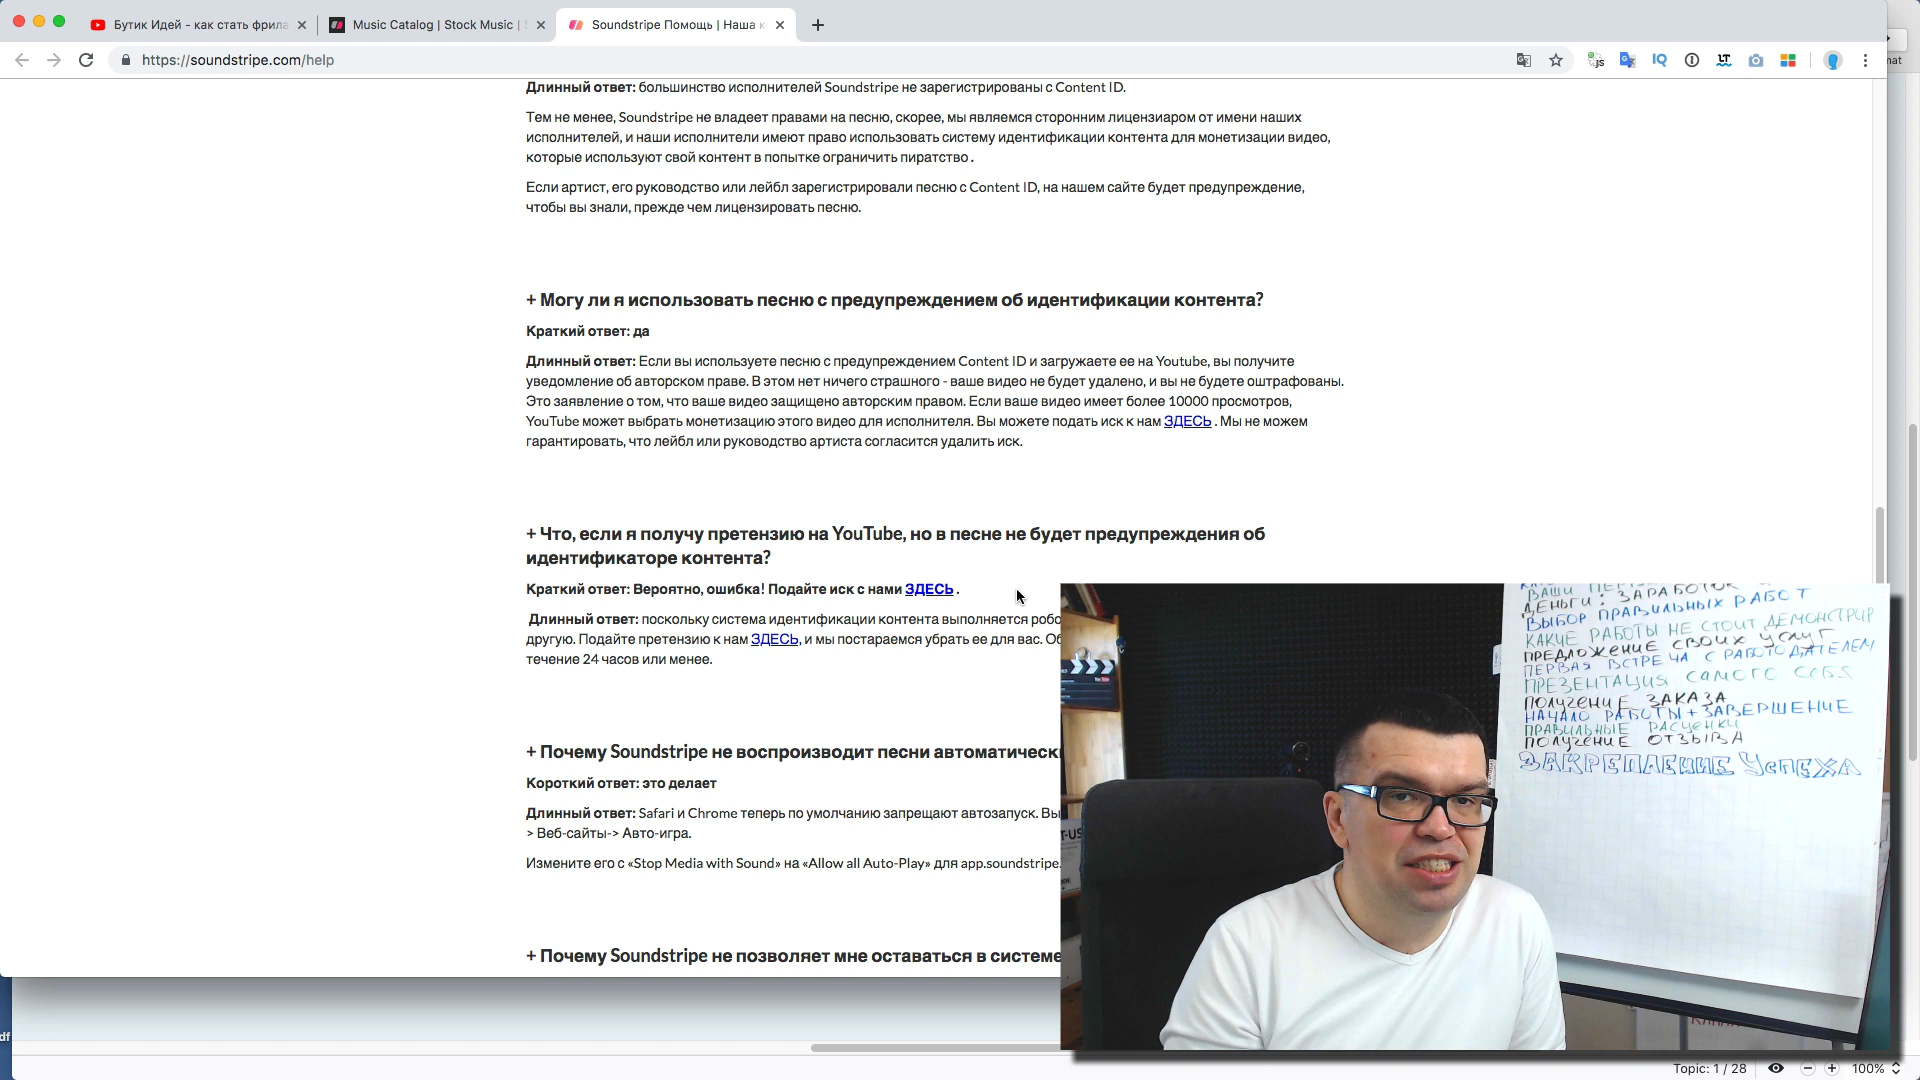 Бутик Идей - как стать фрила
Music Catalog | Stock Music | S
Soundstripe Помощь | Наша к
https://soundstripe.com/help
Длинный ответ: большинство исполнителей Soundstripe не зарегистрированы с Content ID.
Тем не менее, Soundstripe не владеет правами на песню, скорее, мы являемся сторонним лицензиаром от имени наших
исполнителей, и наши исполнители имеют право использовать систему идентификации контента для монетизации видео,
которые используют свой контент в попытке ограничить пиратство .
Если артист, его руководство или лейбл зарегистрировали песню с Content ID, на нашем сайте будет предупреждение,
чтобы вы знали, прежде чем лицензировать песню.
+ Могу ли я использовать песню с предупреждением об идентификации контента?
Краткий ответ: да
Длинный ответ: Если вы используете песню с предупреждением Content ID и загружаете ее на Youtube, вы получите
уведомление об авторском праве. В этом нет ничего страшного - ваше видео не будет удалено, и вы не будете оштрафованы.
Это заявление о том, что ваше видео защищено авторским правом. Если ваше видео имеет более 10000 просмотров,
YouTube может выбрать монетизацию этого видео для исполнителя. Вы можете подать иск к нам ЗДЕСЬ . Мы не можем
гарантировать, что лейбл или руководство артиста согласится удалить иск.
+ Что, если я получу претензию на YouTube, но в песне не будет предупреждения об
идентификаторе контента?
Краткий ответ: Вероятно, ошибка! Подайте иск с нами ЗДЕСЬ .
Длинный ответ: поскольку система идентификации контента выполняется робо
другую. Подайте претензию к нам ЗДЕСЬ, и мы постараемся убрать ее для вас. Об
течение 24 часов или менее.
+ Почему Soundstripe не воспроизводит песни автоматическ
Короткий ответ: это делает
Длинный ответ: Safari и Chrome теперь по умолчанию запрещают автозапуск. Вы
> Веб-сайты-> Авто-игра.
Измените его с «Stop Media with Sound» на «Allow all Auto-Play» для app.soundstripe.
+ Почему Soundstripe не позволяет мне оставаться в системе
ДЕНЬГИ: ЗАРАБОТОК
ВЫБОР ПРАВИЛЬНЫХ РАБОТ
КАКИЕ РАБОТЫ НЕ СТОИТ ДЕМОНСТРИР
ПРЕДЛОЖЕНИЕ СВОИХ УСЛУГ
ПЕРВАЯ ВСТРЕЧА С РАБОТОДАТЕЛЕМ
ПРЕЗЕНТАЦИЯ САМОГО СЕБЯ
ПОЛУЧЕНИЕ ЗАКАЗА
НАЧАЛО РАБОТЫ + ЗАВЕРШЕНИЕ
ПРАВИЛЬНЫЕ РАСЦЕНКИ
ПОЛУЧЕНИЕ ОТЗЫВА
ЗАКРЕПЛЕНИЕ УСПЕХА
Topic: 1 / 28
100%